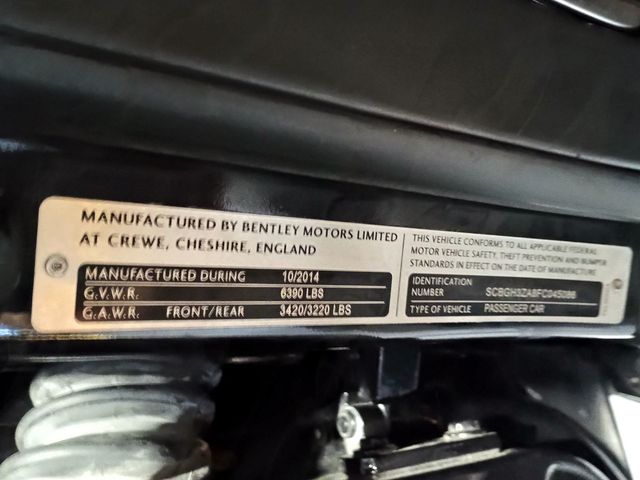 MANUFACTURED BY BENTLEY MOTORS LIMITED
AT CREWE, CHESHIRE, ENGLAND
MANUFACTURED DURING 10/2014
G.V.W.R. 6390 LBS
G.A.W.R. FRONT/REAR 3420/3220 LBS
THIS VEHICLE CONFORMS TO ALL APPLICABLE FEDERAL
MOTOR VEHICLE SAFETY, THEFT PREVENTION AND BUMPER
STANDARDS IN EFFECT ON THE DATE OF MANUFACTURE
IDENTIFICATION
NUMBER
TYPE OF VEHICLE PASSENGER CAR